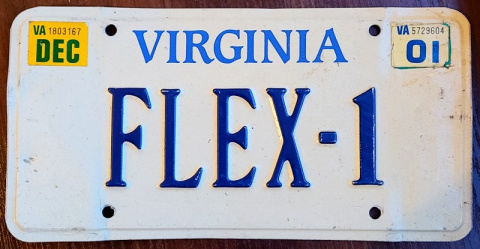 VA 1803167
DEC
VIRGINIA
VA 5729604
01
FLEX-1